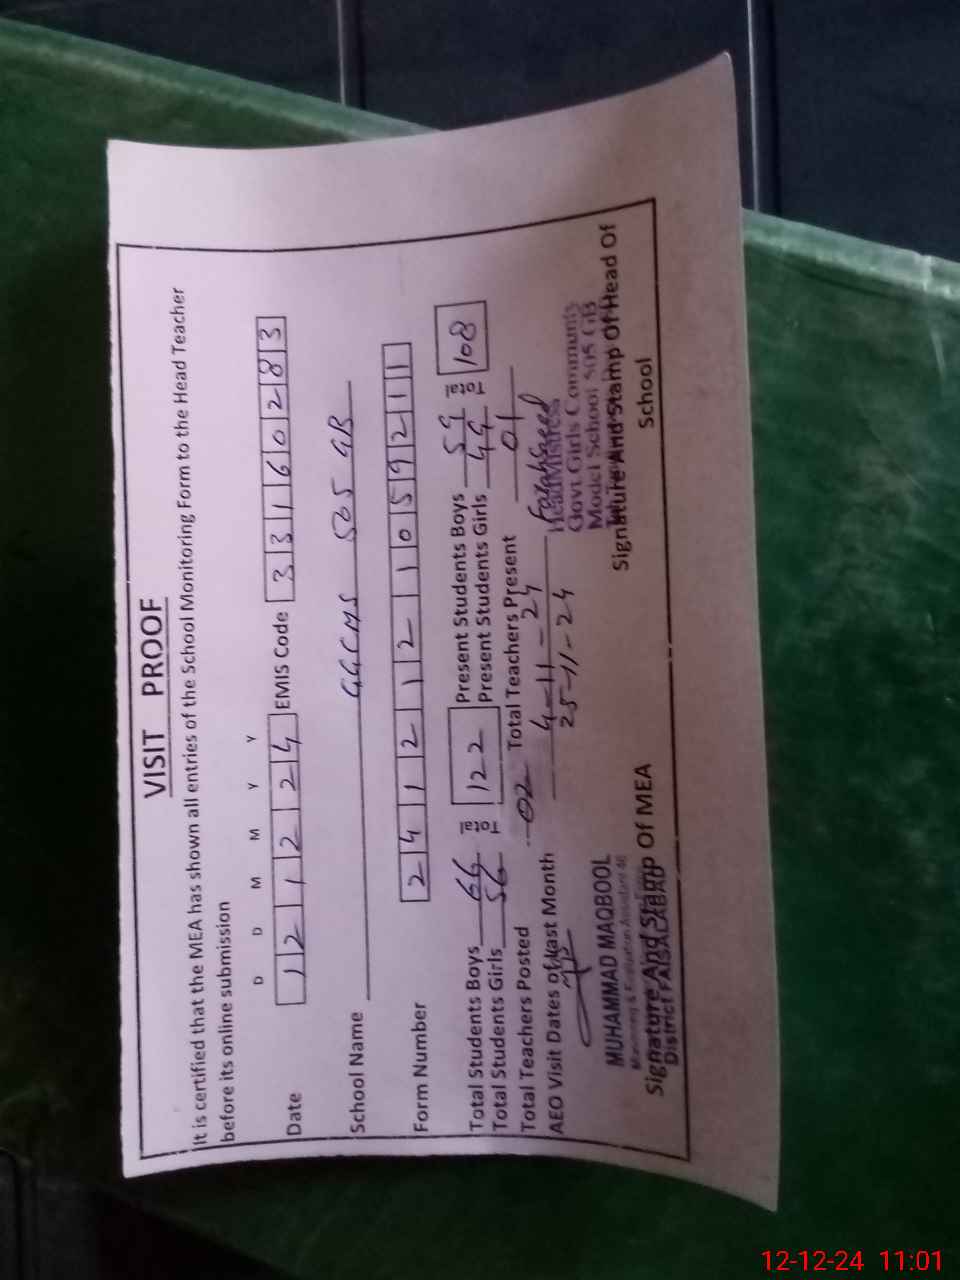 VISIT PROOF
It is certified that the MEA has shown all entries of the School Monitoring Form to the Head Teacher
before its online submission
D D M M Y Y
Date 1 2 1 2 2 4 EMIS Code 3 3 1 6 0 2 8 3
School Name GGCMS 505 GB
Form Number 2 4 1 2 1 2 1 0 5 9 2 1 1
Total Students Boys 66 Total 122 Present Students Boys 59 Total 108
Total Students Girls 56 Present Students Girls 49
Total Teachers Posted 02 Total Teachers Present 01
AEO Visit Dates of Last Month 4-11-24
25-11-24
MUHAMMAD MAQBOOL
Monitoring & Evaluation Assistant
Signature And Stamp Of MEA
District FAISALABAD
Headmistress
Govt. Girls Community
Model School 505 GB
Signature And Stamp Of Head Of
School
12-12-24 11:01